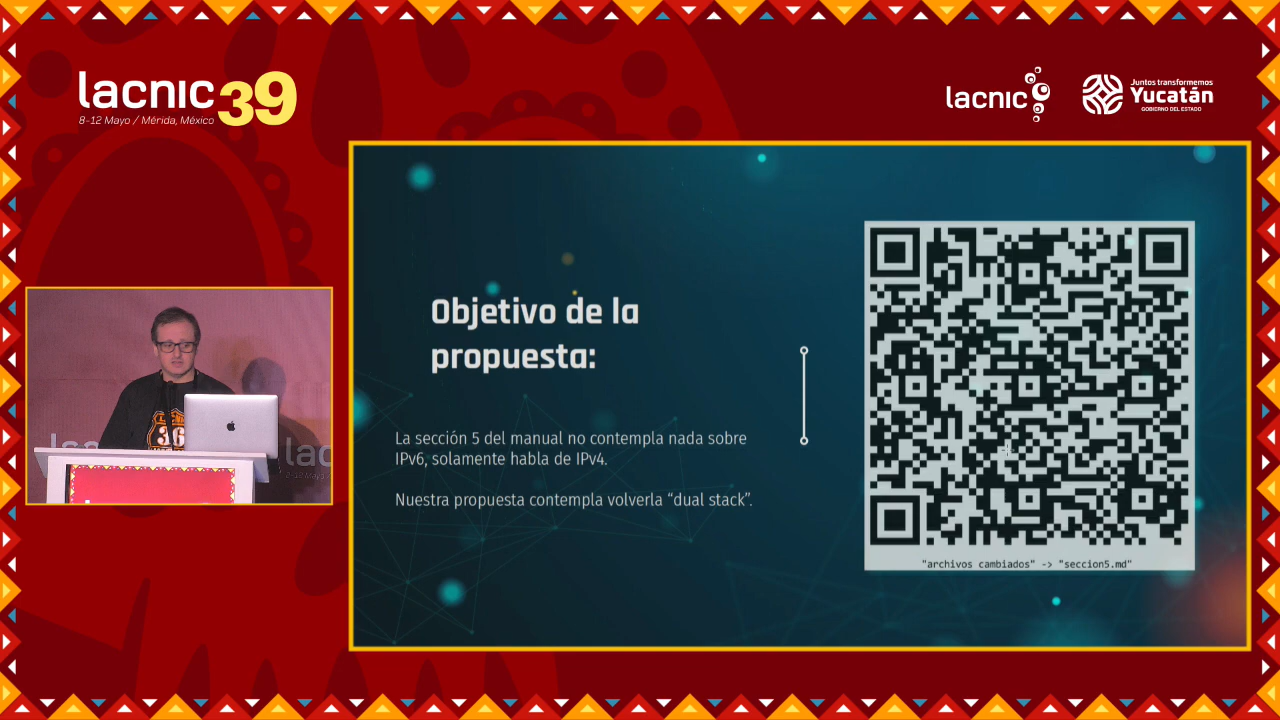 lacnic39
8-12 Mayo / Mérida, México
lacnic
Juntos transformemos
Yucatán
GOBIERNO DEL ESTADO
Objetivo de la
propuesta:
La sección 5 del manual no contempla nada sobre
IPv6, solamente habla de IPv4.
Nuestra propuesta contempla volverla “dual stack”.
"archivos cambiados" -> "seccion5.md"
36
lac